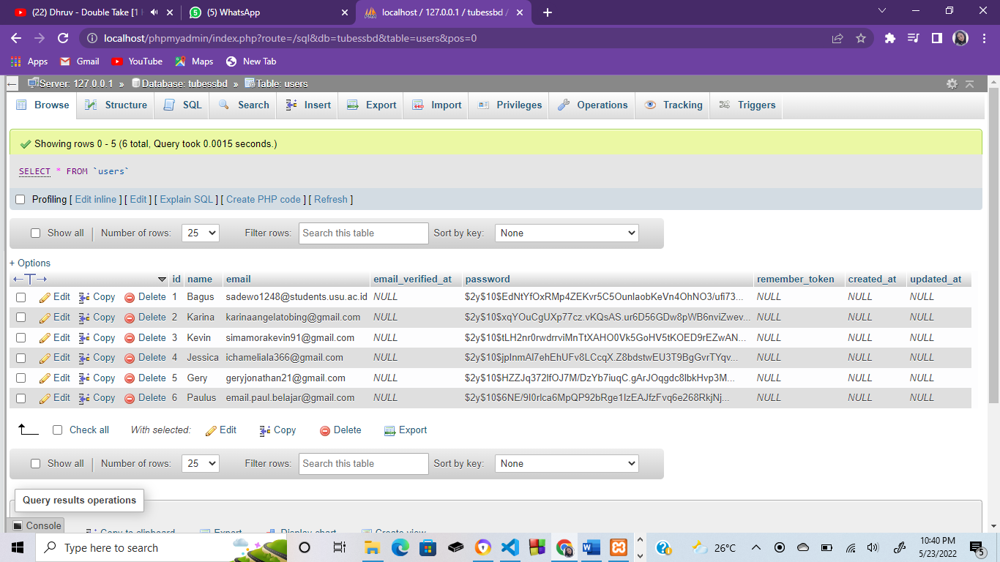 (22) Dhruv - Double Take [1 H
(5) WhatsApp
localhost / 127.0.0.1 / tubessbd /
localhost/phpmyadmin/index.php?route=/sql&db=tubessbd&table=users&pos=0
Apps Gmail YouTube Maps New Tab
Server: 127.0.0.1 » Database: tubessbd » Table: users
Browse Structure SQL Search Insert Export Import Privileges Operations Tracking Triggers
Showing rows 0 - 5 (6 total, Query took 0.0015 seconds.)
SELECT * FROM `users`
Profiling [ Edit inline ] [ Edit ] [ Explain SQL ] [ Create PHP code ] [ Refresh ]
Show all | Number of rows: 25 Filter rows: Search this table Sort by key: None
+ Options
←T→ id name email email_verified_at password remember_token created_at updated_at
Edit Copy Delete 1 Bagus sadewo1248@students.usu.ac.id NULL $2y$10$EdNtYfOxRMp4ZEKvr5C5OunlaobKeVn4OhNO3/ufi73... NULL NULL NULL
Edit Copy Delete 2 Karina karinaangelatobing@gmail.com NULL $2y$10$xqYOuCgUXp77cz.vKQsAS.ur6D56GDw8pWB6nviZwev... NULL NULL NULL
Edit Copy Delete 3 Kevin simamorakevin91@gmail.com NULL $2y$10$tLH2nr0rwdrrviMnTtXAHO0Vk5GoHV5tKOED9rEZwAN... NULL NULL NULL
Edit Copy Delete 4 Jessica ichameliala366@gmail.com NULL $2y$10$jpInmAl7ehEhUFv8LCcqX.Z8bdstwEU3T9BgGvrTYqv... NULL NULL NULL
Edit Copy Delete 5 Gery geryjonathan21@gmail.com NULL $2y$10$HZZJq372lfOJ7M/DzYb7iuqC.gArJOqgdc8lbkHvp3M... NULL NULL NULL
Edit Copy Delete 6 Paulus email.paul.belajar@gmail.com NULL $2y$10$6NE/9I0rlca6MpQP92bRge1IzEAJfzFvq6e268RkjNj... NULL NULL NULL
Check all With selected: Edit Copy Delete Export
Show all | Number of rows: 25 Filter rows: Search this table Sort by key: None
Query results operations
Console
Copy to clipboard Export Display chart Create view
Type here to search
26°C
10:40 PM
5/23/2022
5